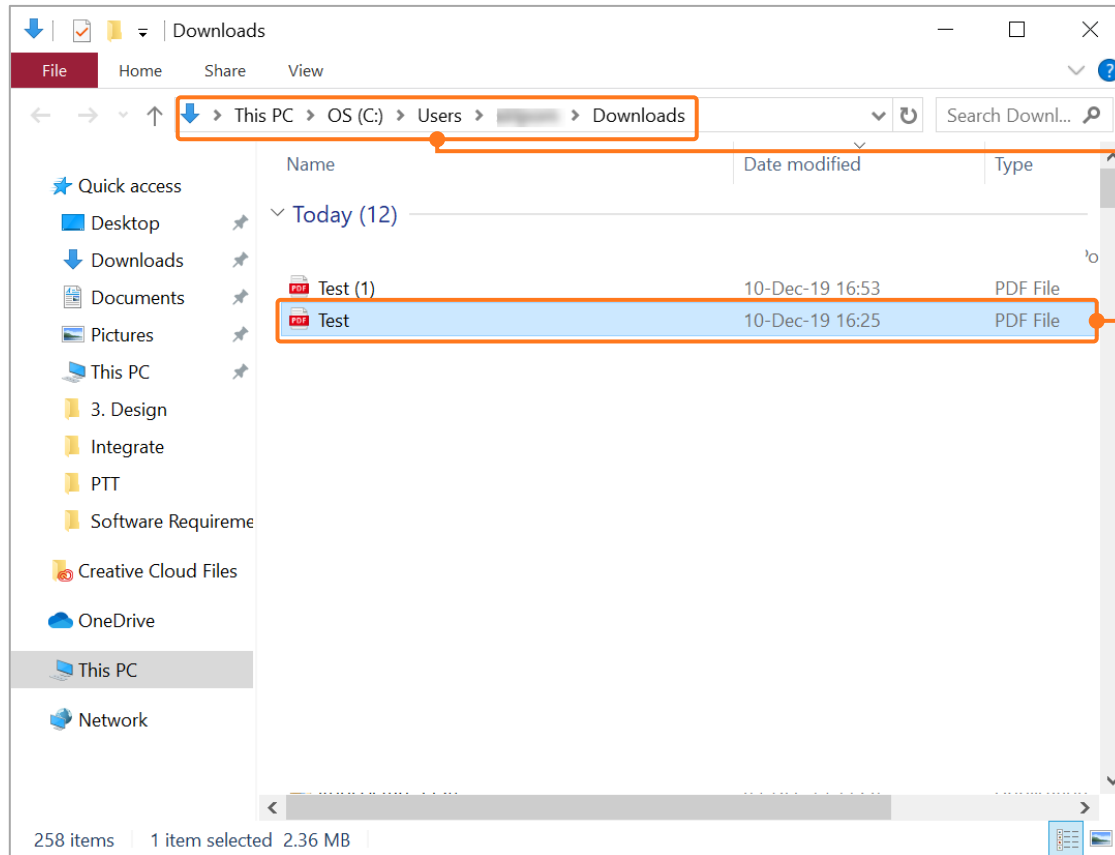 Downloads
File Home Share View
This PC > OS (C:) > Users > > Downloads
Search Downl...
Name Date modified Type
Quick access
Today (12)
Desktop
Downloads
Test (1) 10-Dec-19 16:53 PDF File
Documents
Test 10-Dec-19 16:25 PDF File
Pictures
This PC
3. Design
Integrate
PTT
Software Requireme
Creative Cloud Files
OneDrive
This PC
Network
258 items 1 item selected 2.36 MB